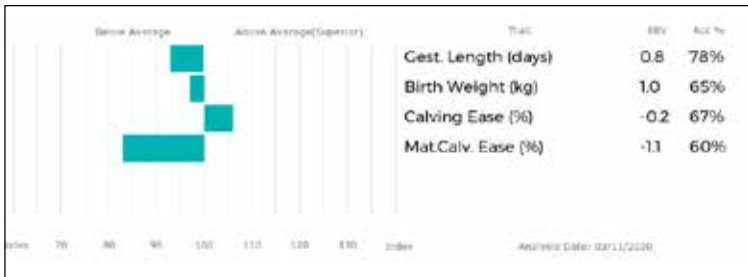 Below Average Above Average(Superior) Trait EBV Acc %
Gest. Length (days) 0.8 78%
Birth Weight (kg) 1.0 65%
Calving Ease (%) -0.2 67%
Mat.Calv. Ease (%) -1.1 60%
Index 70 80 90 100 110 120 130 Index Analysis Date: 03/11/2020